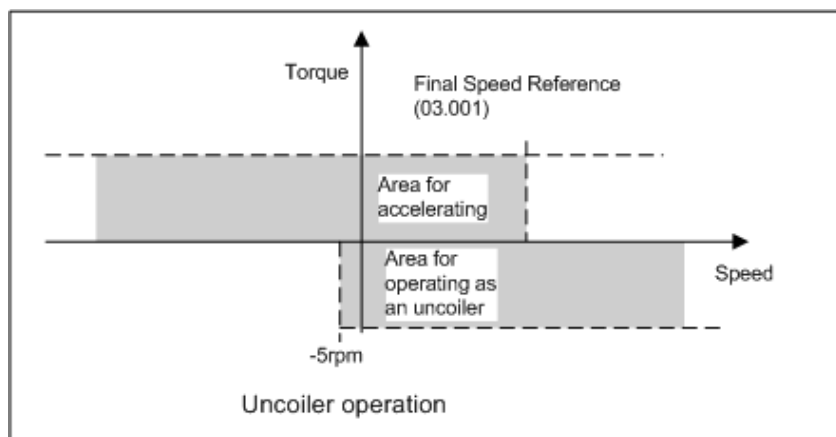 Torque
Final Speed Reference
(03.001)
Area for
accelerating
Area for
operating as
an uncoiler
Speed
-5rpm
Uncoiler operation